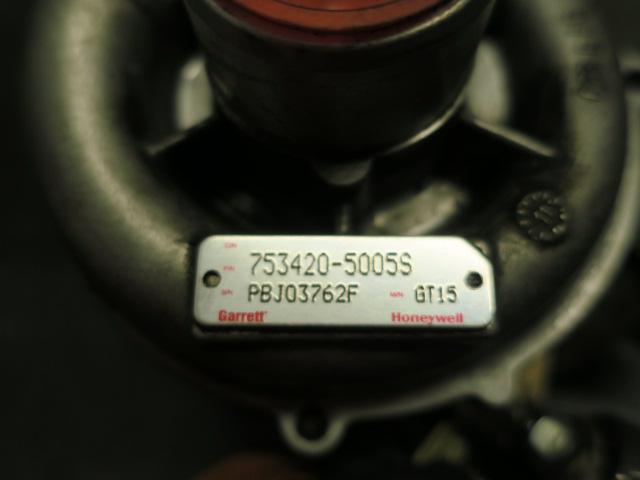 C/N
P/N 753420-5005S
S/N PBJ03762F M/N GT15
Garrett Honeywell